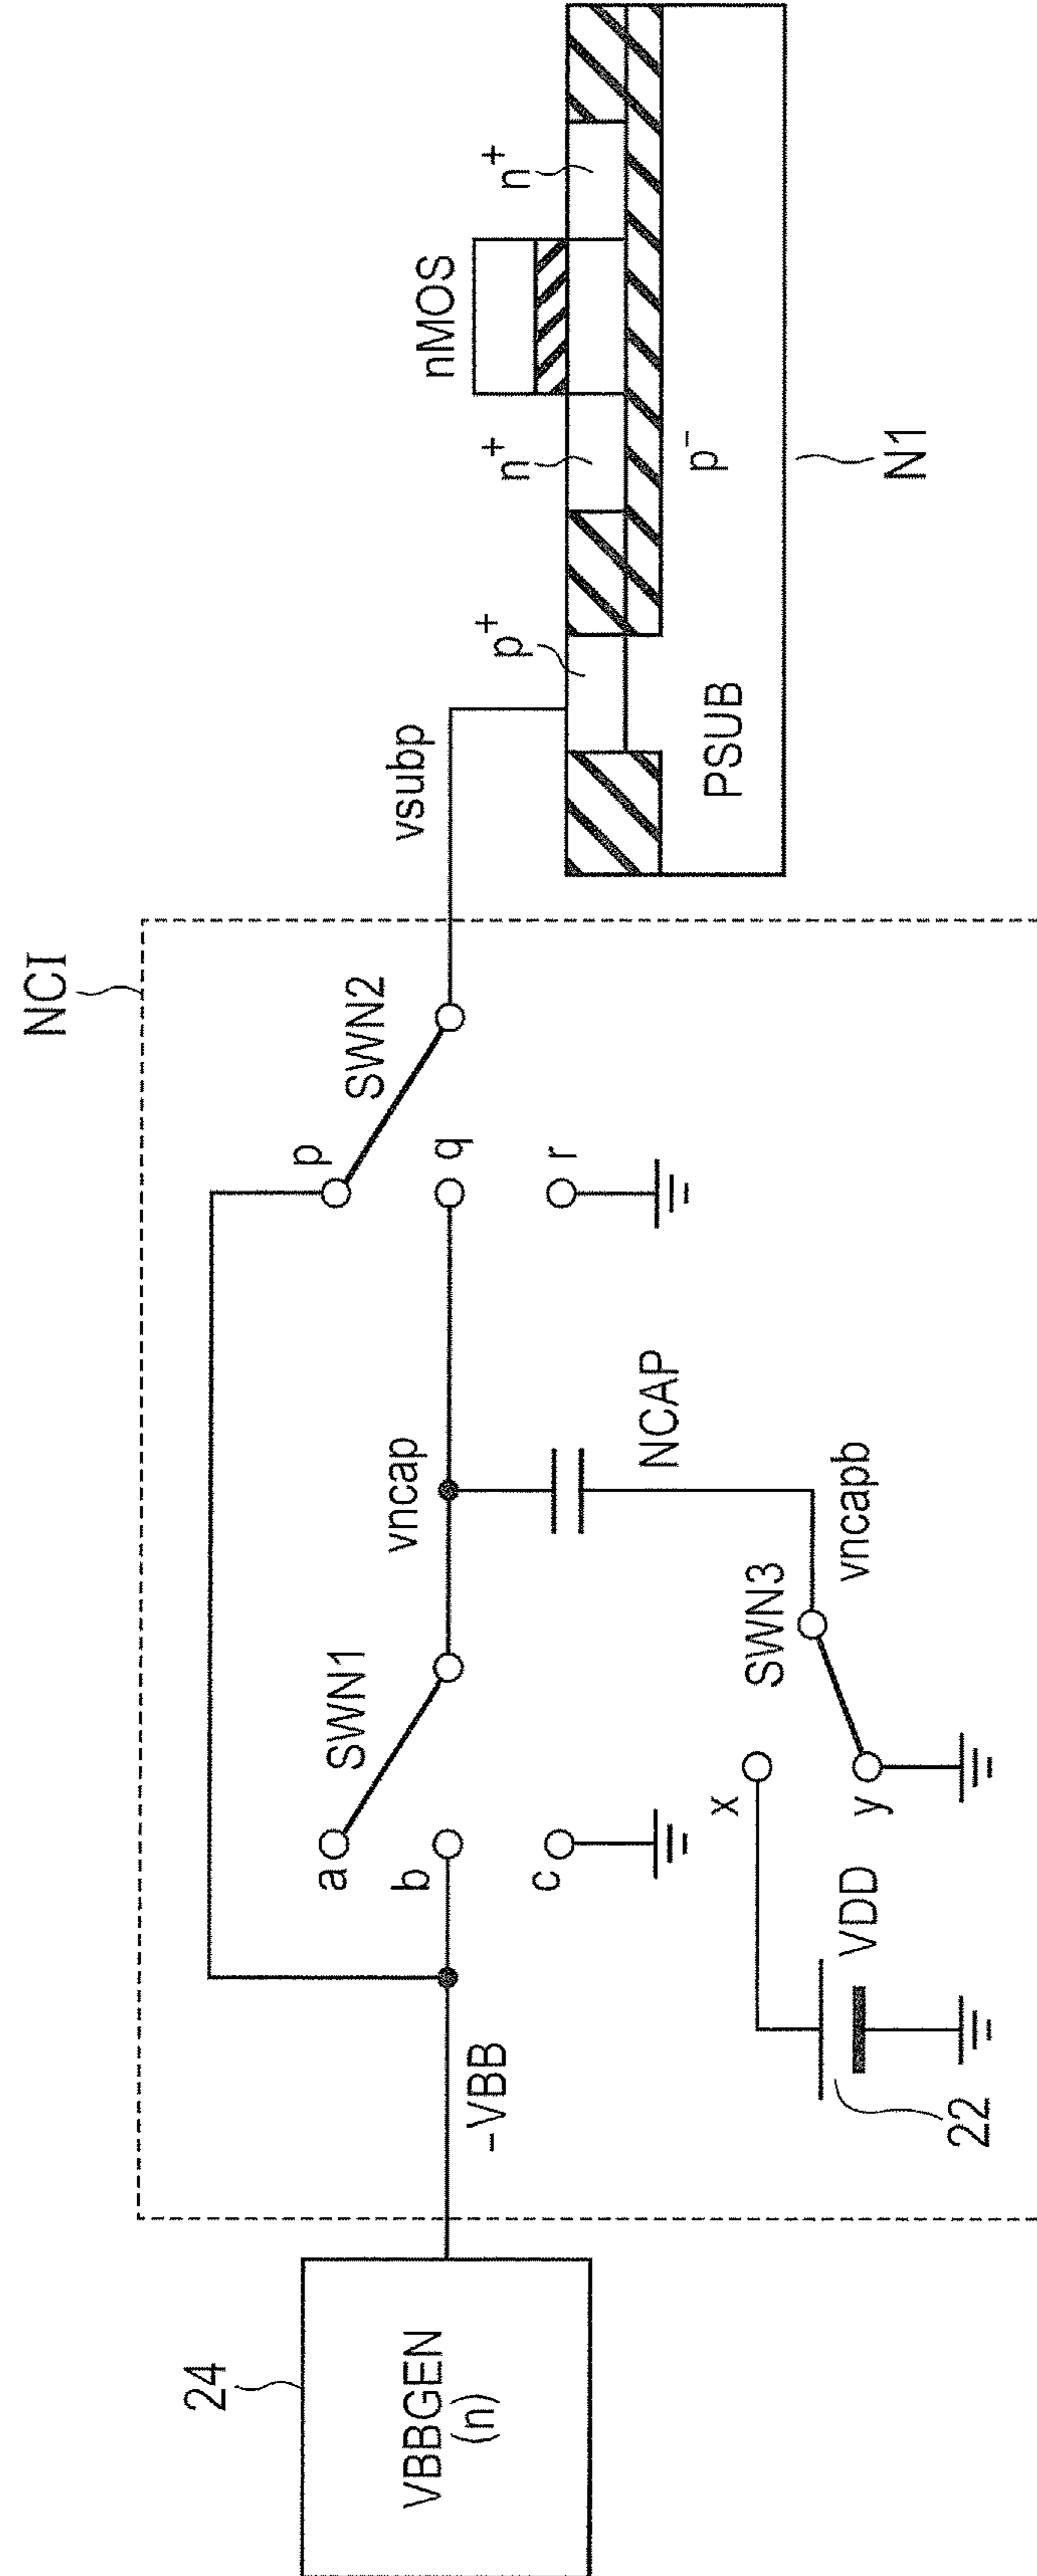 NCI
24
VBBGEN
(n)
-VBB
a
SWN1
b
c
vncap
p
SWN2
q
r
NCAP
SWN3
vncapb
x
y
VDD
22
vsubp
p+
n+
nMOS
n+
PSUB
p-
N1